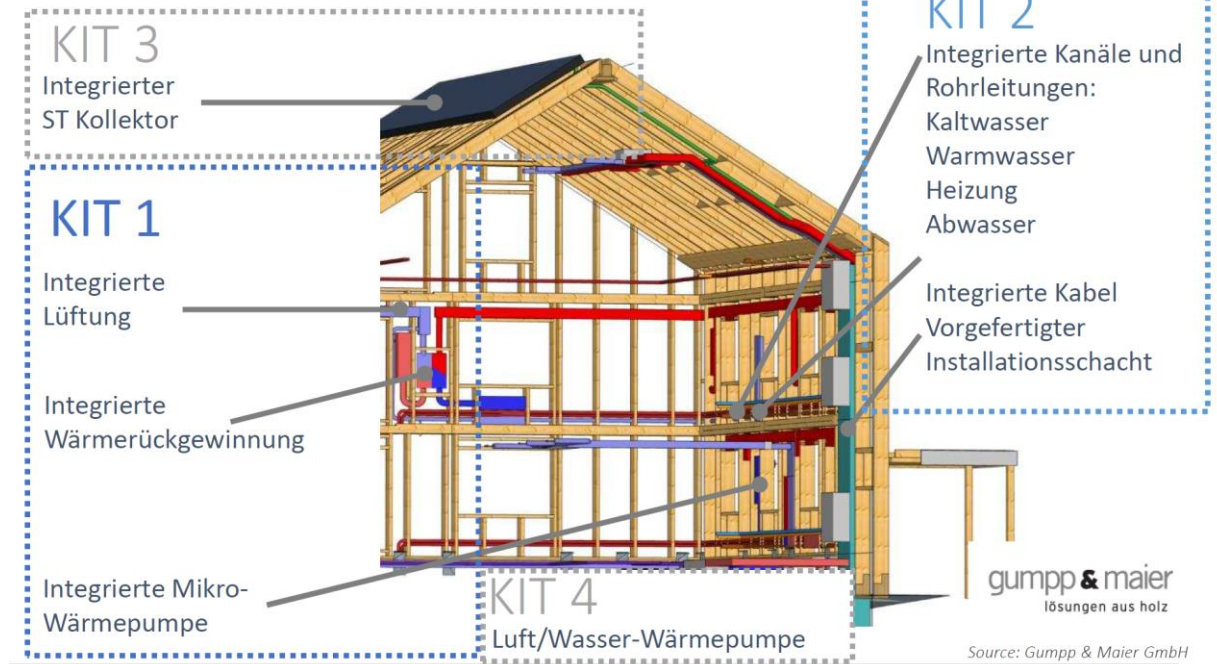 KIT 3
Integrierter
ST Kollektor
KIT 1
Integrierte
Lüftung
Integrierte
Wärmerückgewinnung
Integrierte Mikro-
Wärmepumpe
KIT 2
Integrierte Kanäle und
Rohrleitungen:
Kaltwasser
Warmwasser
Heizung
Abwasser
Integrierte Kabel
Vorgefertigter
Installationsschacht
KIT 4
Luft/Wasser-Wärmepumpe
gumpp & maier
lösungen aus holz
Source: Gumpp & Maier GmbH